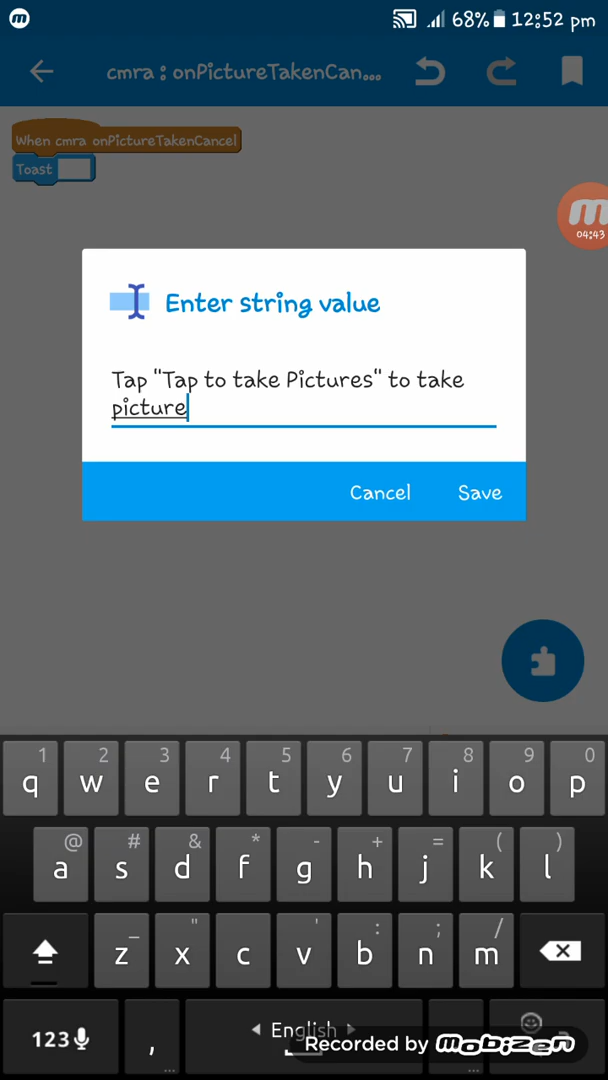 m 68% 12:52 pm
cmra : onPictureTakenCan...
When cmra onPictureTakenCancel
Toast
m
04:43
Enter string value
Tap "Tap to take Pictures" to take
picture
Cancel Save
1 2 3 4 5 6 7 8 9 0
q w e r t y u i o p
@ # & * - + = ( )
a s d f g h j k l
_ " ' : ; /
z x c v b n m
123 , English
Recorded by mobizen